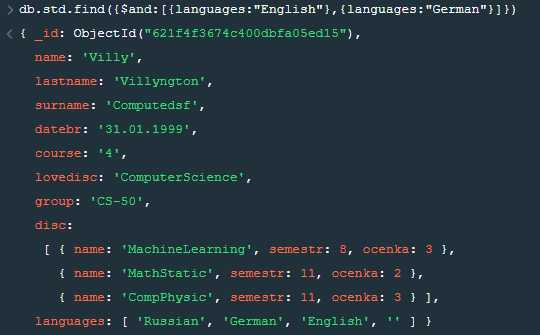 > db.std.find({$and:[{languages:"English"},{languages:"German"}]})
< { _id: ObjectId("621f4f3674c400dbfa05ed15"),
name: 'Villy',
lastname: 'Villyngton',
surname: 'Computedsf',
datebr: '31.01.1999',
course: '4',
lovedisc: 'ComputerScience',
group: 'CS-50',
disc:
[ { name: 'MachineLearning', semestr: 8, ocenka: 3 },
{ name: 'MathStatic', semestr: 11, ocenka: 2 },
{ name: 'CompPhysic', semestr: 11, ocenka: 3 } ],
languages: [ 'Russian', 'German', 'English', '' ] }